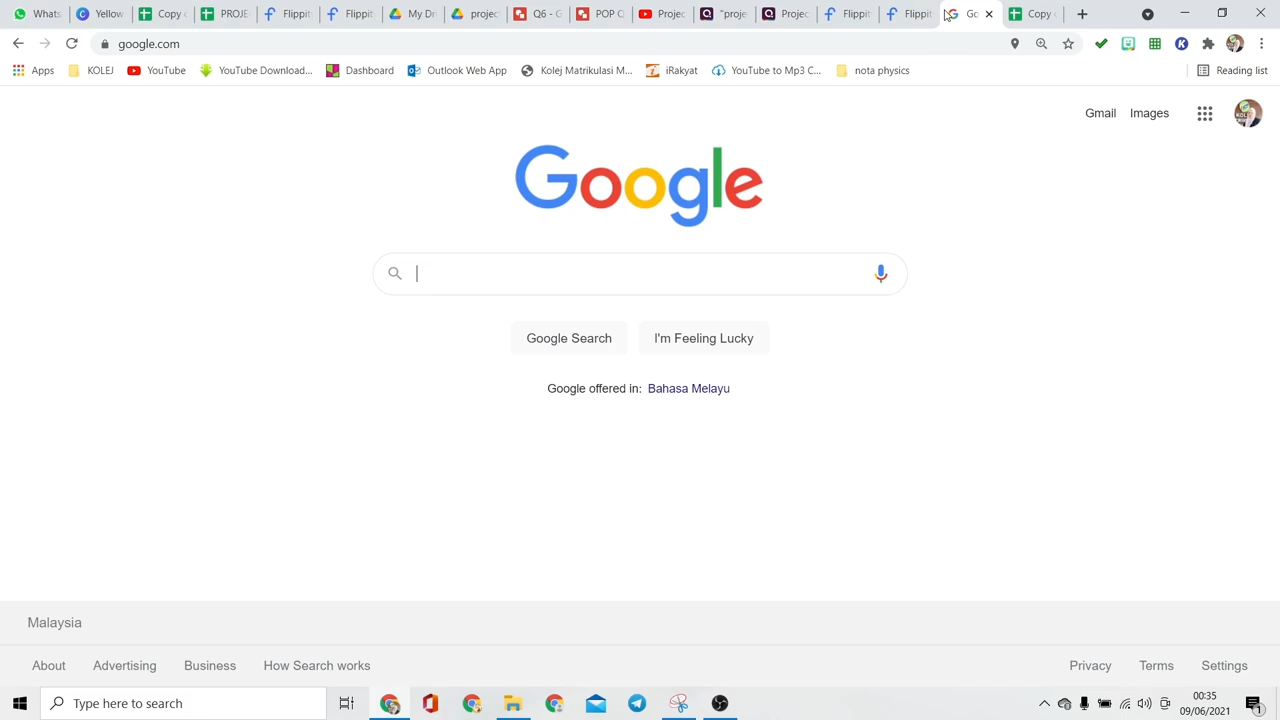 Whats
Yellow
Copy
PROJE
Flippit
Flippit
My Dr
projec
Q6 - G
POP Q
Projec
"proje
Projec
Flippit
Flippit
Go
Copy
google.com
Apps
KOLEJ
YouTube
YouTube Download...
Dashboard
Outlook Web App
Kolej Matrikulasi M...
iRakyat
YouTube to Mp3 C...
nota physics
Reading list
Gmail
Images
Google
Google Search
I'm Feeling Lucky
Google offered in: Bahasa Melayu
Malaysia
About
Advertising
Business
How Search works
Privacy
Terms
Settings
Type here to search
00:35
09/06/2021
1